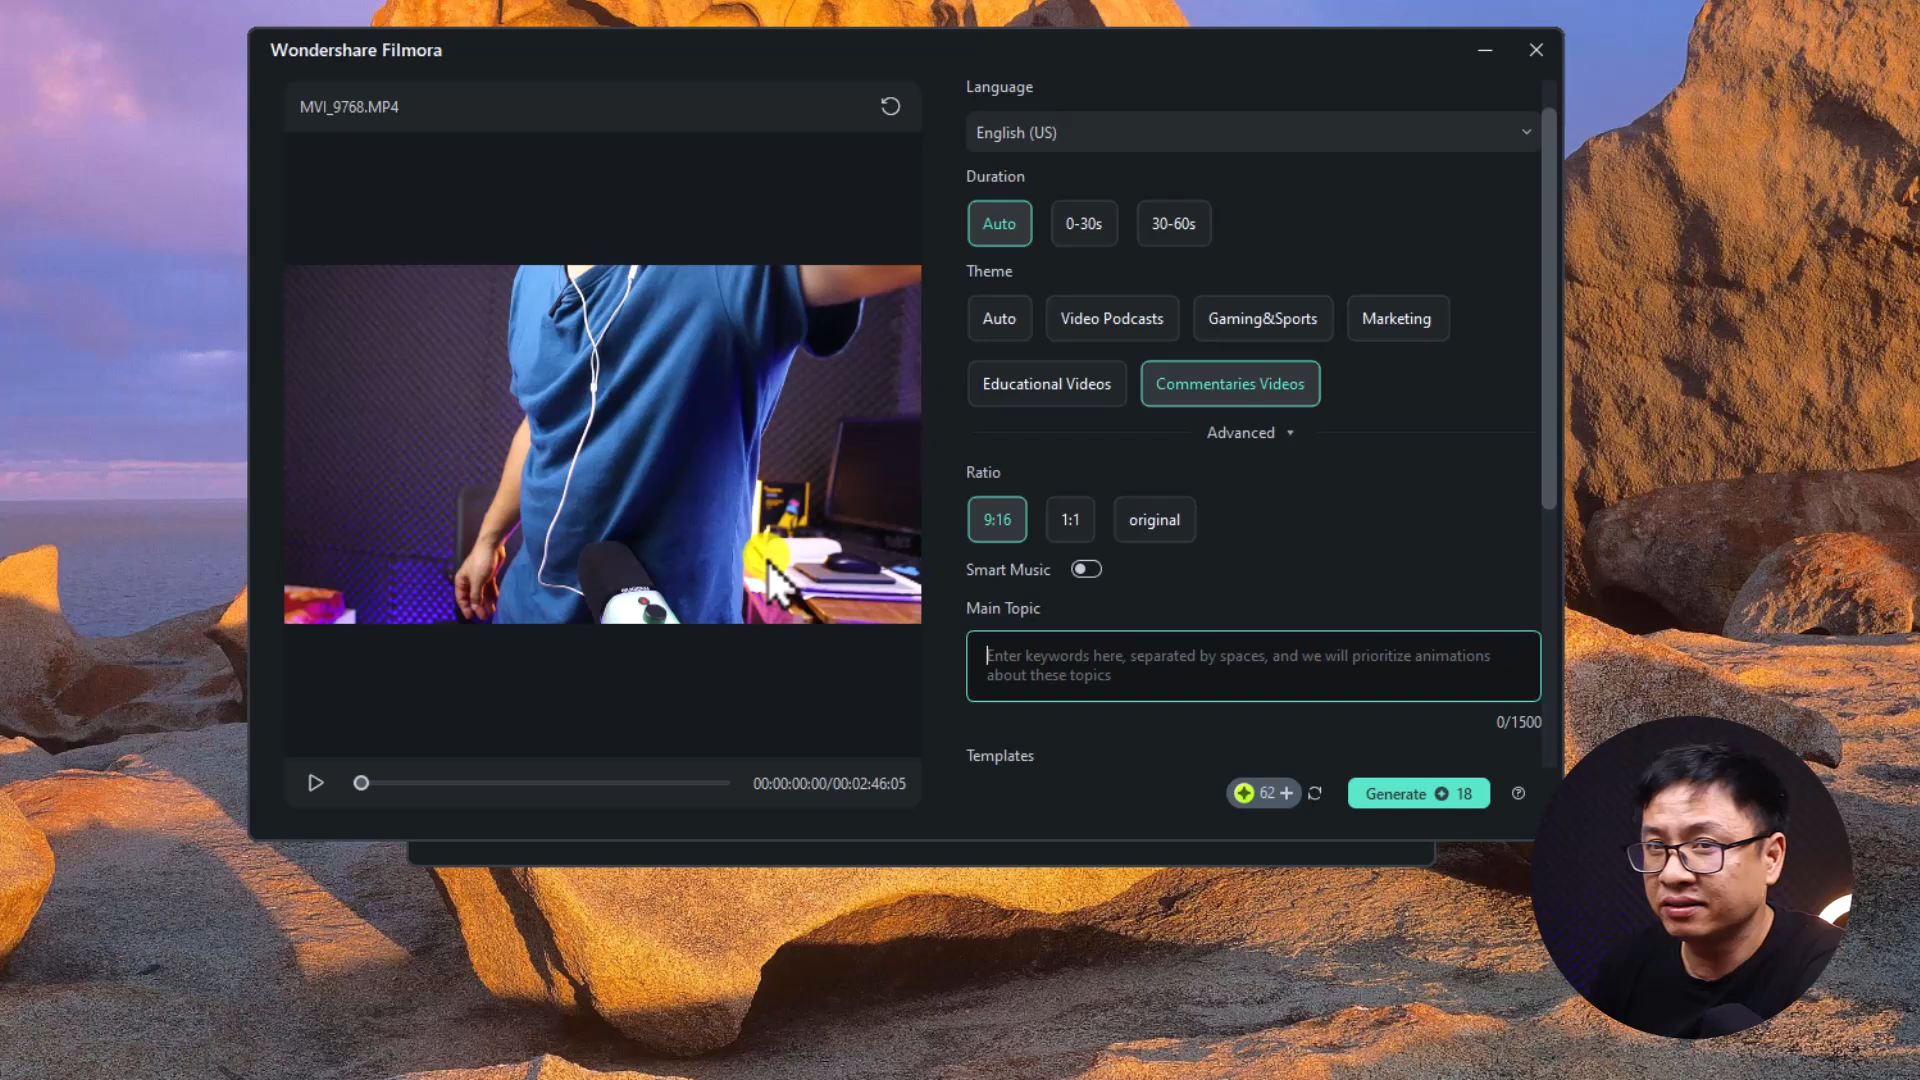 Wondershare Filmora
MVI_9768.MP4
Language
English (US)
Duration
Auto
0-30s
30-60s
Theme
Auto
Video Podcasts
Gaming&Sports
Marketing
Educational Videos
Commentaries Videos
Advanced
Ratio
9:16
1:1
original
Smart Music
Main Topic
Enter keywords here, separated by spaces, and we will prioritize animations
about these topics
0/1500
Templates
00:00:00:00/00:02:46:05
62
Generate 18